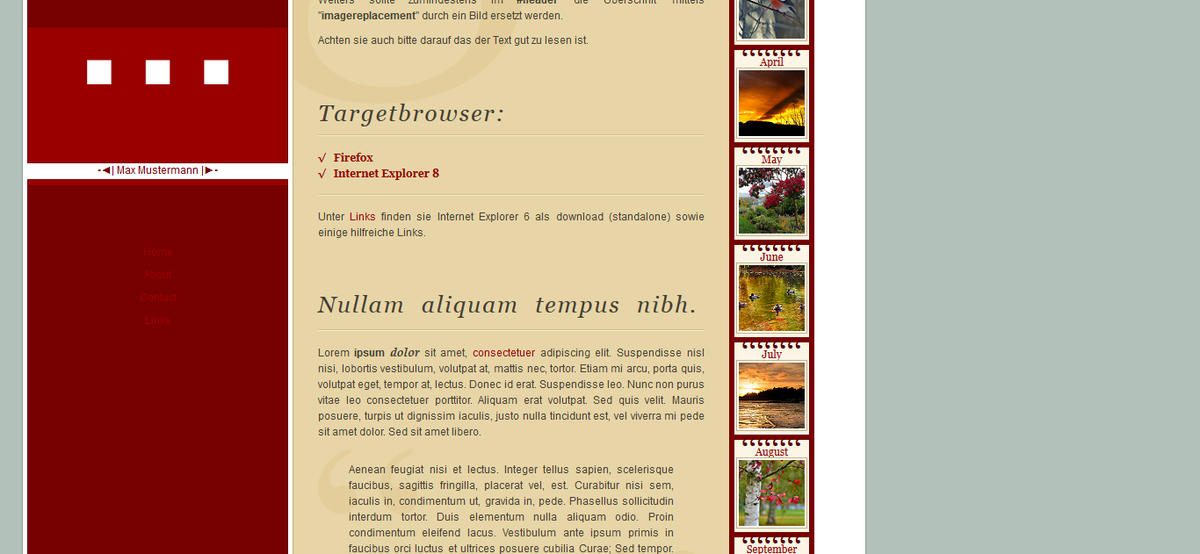 -◄| Max Mustermann |►-
Home
About
Contact
Links
Weiters sollte zumindestens im #header die Überschrift mittels
"imagereplacement" durch ein Bild ersetzt werden.
Achten sie auch bitte darauf das der Text gut zu lesen ist.
Targetbrowser:
√ Firefox
√ Internet Explorer 8
Unter Links finden sie Internet Explorer 6 als download (standalone) sowie
einige hilfreiche Links.
Nullam aliquam tempus nibh.
Lorem ipsum dolor sit amet, consectetuer adipiscing elit. Suspendisse nisl
nisi, lobortis vestibulum, volutpat at, mattis nec, tortor. Etiam mi arcu, porta quis,
volutpat eget, tempor at, lectus. Donec id erat. Suspendisse leo. Nunc non purus
vitae leo consectetuer porttitor. Aliquam erat volutpat. Sed quis velit. Mauris
posuere, turpis ut dignissim iaculis, justo nulla tincidunt est, vel viverra mi pede
sit amet dolor. Sed sit amet libero.
Aenean feugiat nisi et lectus. Integer tellus sapien, scelerisque
faucibus, sagittis fringilla, placerat vel, est. Curabitur nisi sem,
iaculis in, condimentum ut, gravida in, pede. Phasellus sollicitudin
interdum tortor. Duis elementum nulla aliquam odio. Proin
condimentum eleifend lacus. Vestibulum ante ipsum primis in
faucibus orci luctus et ultrices posuere cubilia Curae; Sed tempor.
April
May
June
July
August
September